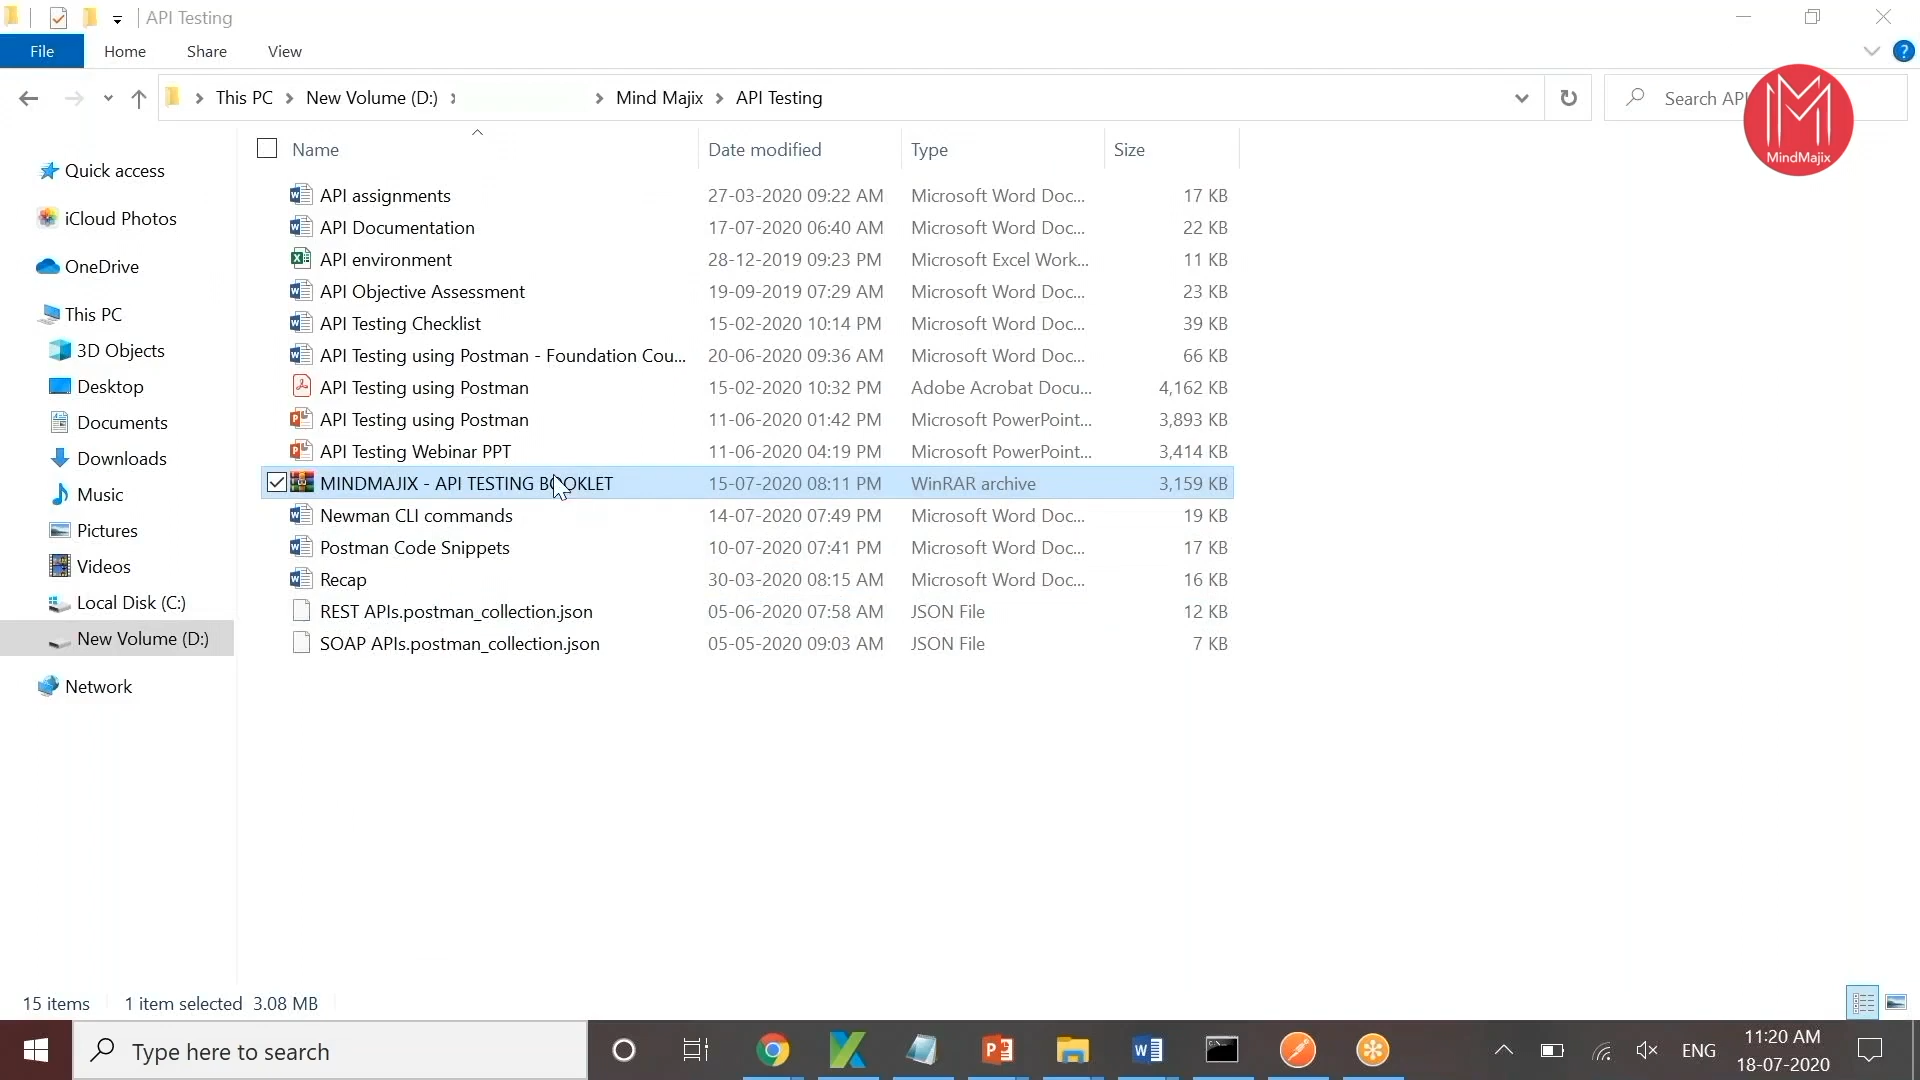 API Testing
File Home Share View
This PC New Volume (D:) Mind Majix API Testing
Search API
MindMajix
Name Date modified Type Size
Quick access
iCloud Photos
OneDrive
This PC
3D Objects
Desktop
Documents
Downloads
Music
Pictures
Videos
Local Disk (C:)
New Volume (D:)
Network
API assignments 27-03-2020 09:22 AM Microsoft Word Doc... 17 KB
API Documentation 17-07-2020 06:40 AM Microsoft Word Doc... 22 KB
API environment 28-12-2019 09:23 PM Microsoft Excel Work... 11 KB
API Objective Assessment 19-09-2019 07:29 AM Microsoft Word Doc... 23 KB
API Testing Checklist 15-02-2020 10:14 PM Microsoft Word Doc... 39 KB
API Testing using Postman - Foundation Cou... 20-06-2020 09:36 AM Microsoft Word Doc... 66 KB
API Testing using Postman 15-02-2020 10:32 PM Adobe Acrobat Docu... 4,162 KB
API Testing using Postman 11-06-2020 01:42 PM Microsoft PowerPoint... 3,893 KB
API Testing Webinar PPT 11-06-2020 04:19 PM Microsoft PowerPoint... 3,414 KB
MINDMAJIX - API TESTING BOOKLET 15-07-2020 08:11 PM WinRAR archive 3,159 KB
Newman CLI commands 14-07-2020 07:49 PM Microsoft Word Doc... 19 KB
Postman Code Snippets 10-07-2020 07:41 PM Microsoft Word Doc... 17 KB
Recap 30-03-2020 08:15 AM Microsoft Word Doc... 16 KB
REST APIs.postman_collection.json 05-06-2020 07:58 AM JSON File 12 KB
SOAP APIs.postman_collection.json 05-05-2020 09:03 AM JSON File 7 KB
15 items 1 item selected 3.08 MB
Type here to search
ENG
11:20 AM
18-07-2020